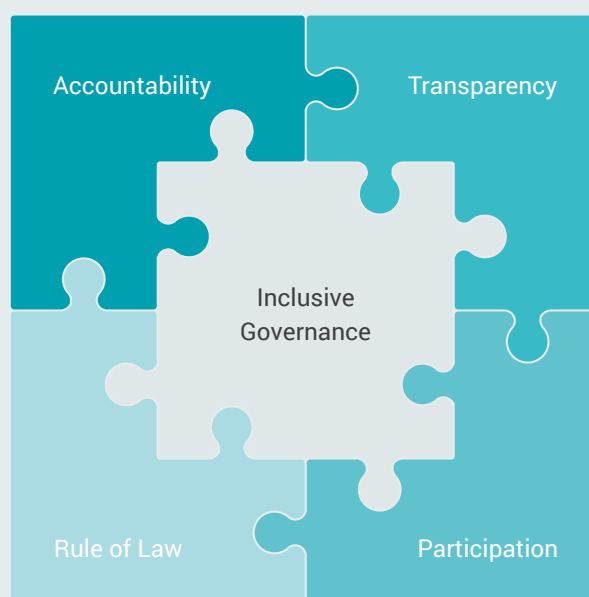 Accountability
Transparency
Inclusive
Governance
Rule of Law
Participation